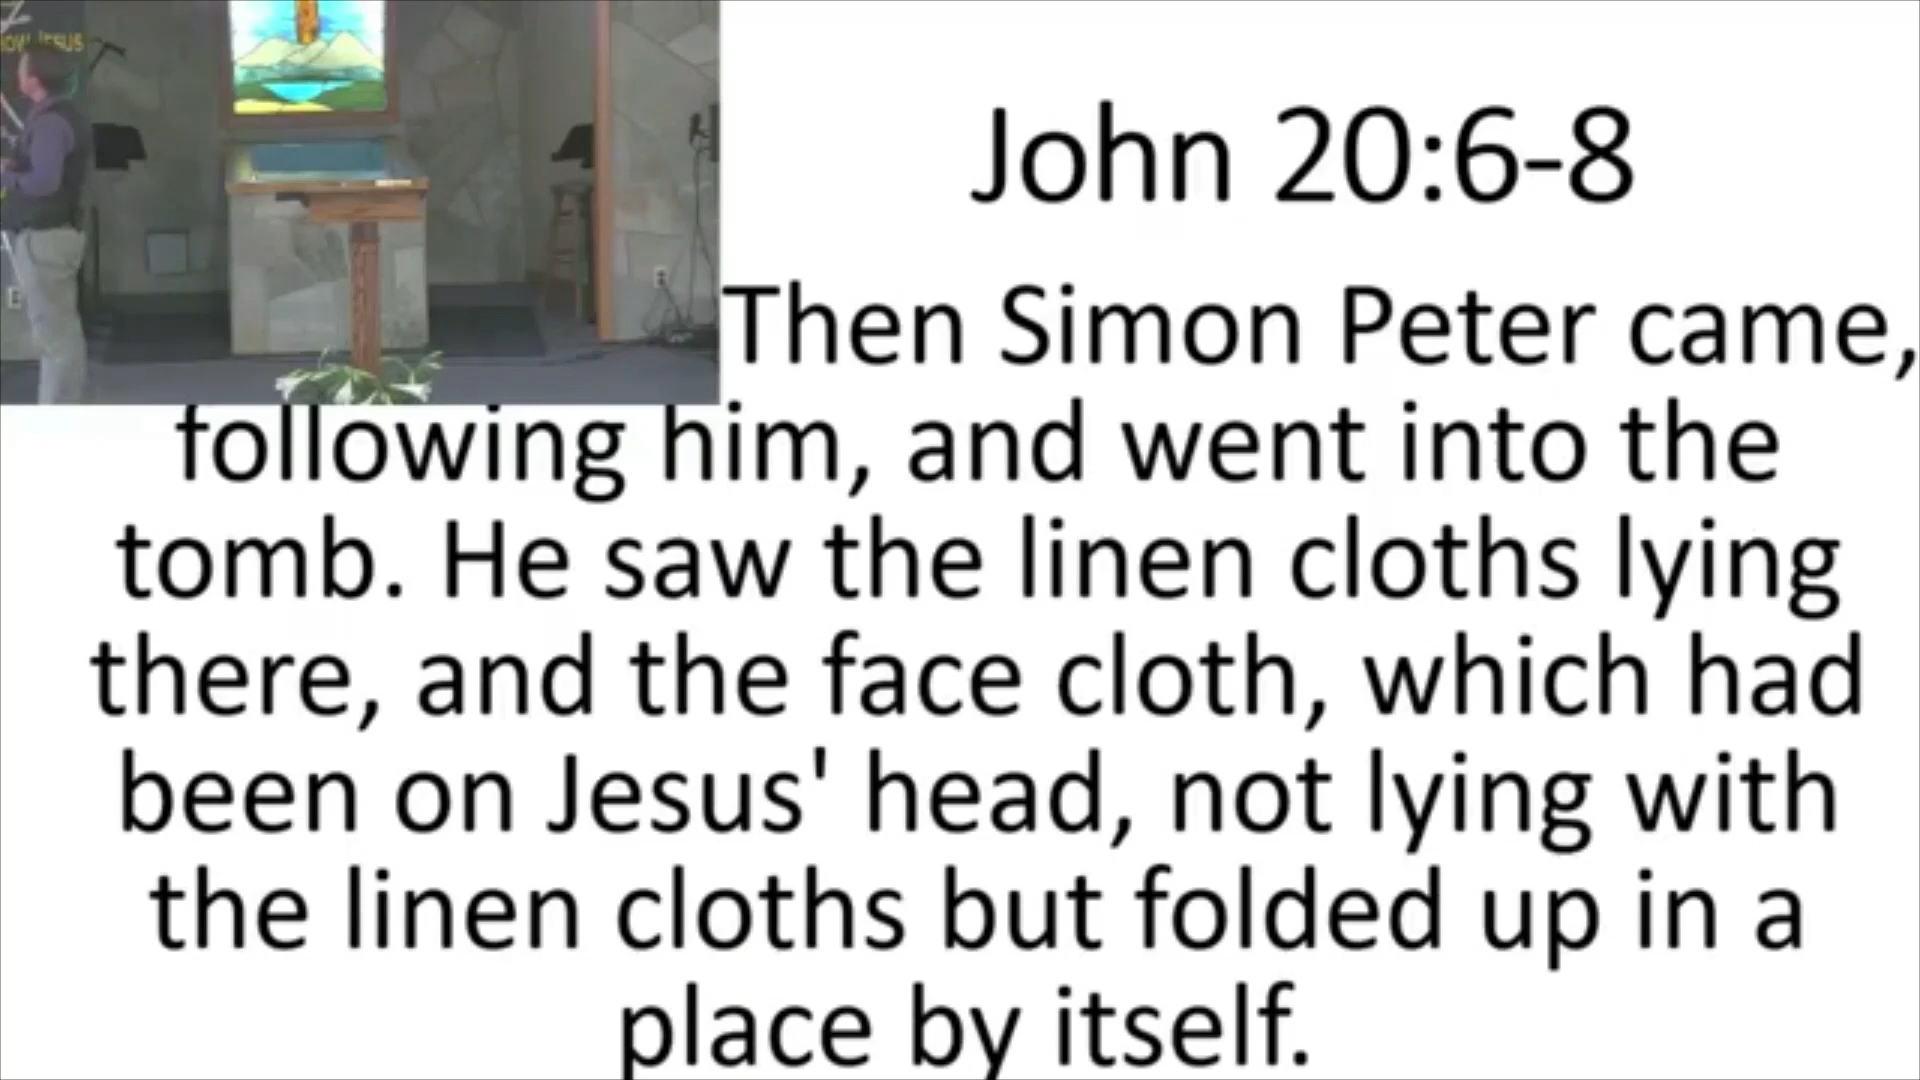 JESUS
John 20:6-8
Then Simon Peter came,
following him, and went into the
tomb. He saw the linen cloths lying
there, and the face cloth, which had
been on Jesus' head, not lying with
the linen cloths but folded up in a
place by itself.